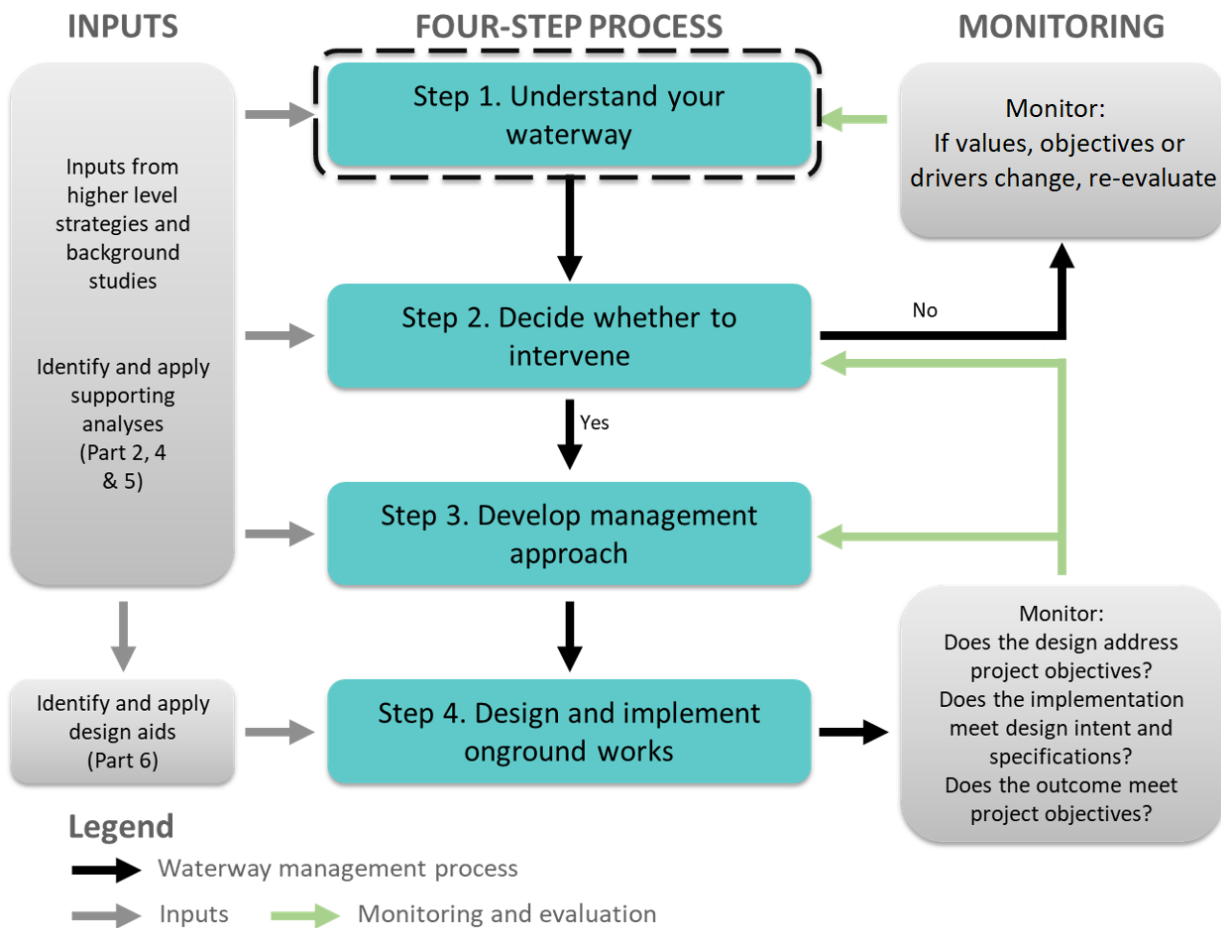 INPUTS
FOUR-STEP PROCESS
MONITORING
Inputs from
higher level
strategies and
background
studies
Identify and apply
supporting
analyses
(Part 2, 4
& 5)
Identify and apply
design aids
(Part 6)
Step 1. Understand your
waterway
Step 2. Decide whether to
intervene
No
Yes
Step 3. Develop management
approach
Step 4. Design and implement
onground works
Monitor:
If values, objectives or
drivers change, re-evaluate
Monitor:
Does the design address
project objectives?
Does the implementation
meet design intent and
specifications?
Does the outcome meet
project objectives?
Legend
Waterway management process
Inputs
Monitoring and evaluation